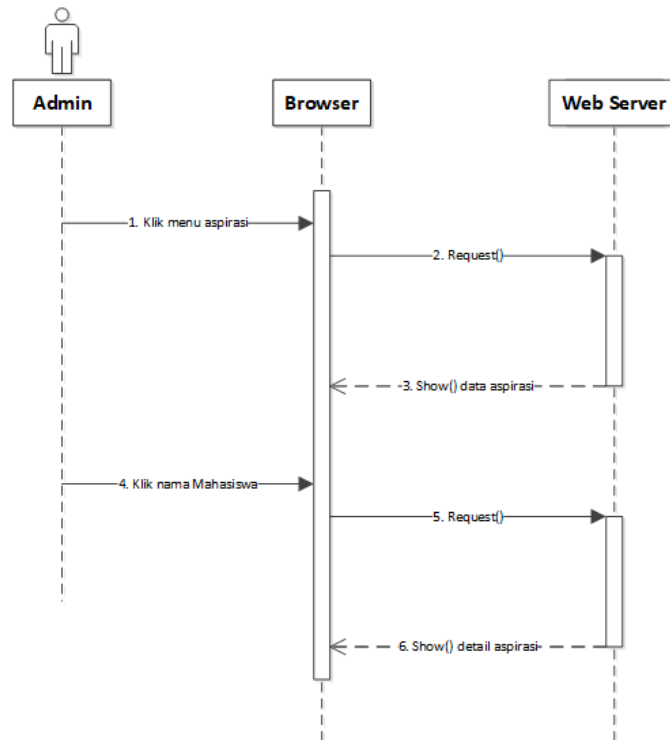 Admin
Browser
Web Server
1. Klik menu aspirasi
2. Request()
3. Show() data aspirasi
4. Klik nama Mahasiswa
5. Request()
6. Show() detail aspirasi